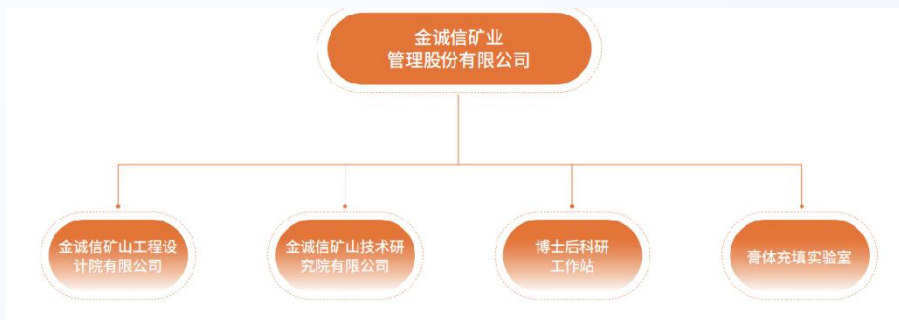 金诚信矿业
管理股份有限公司
金诚信矿山工程设
计院有限公司
金诚信矿山技术研
究院有限公司
博士后科研
工作站
膏体充填实验室